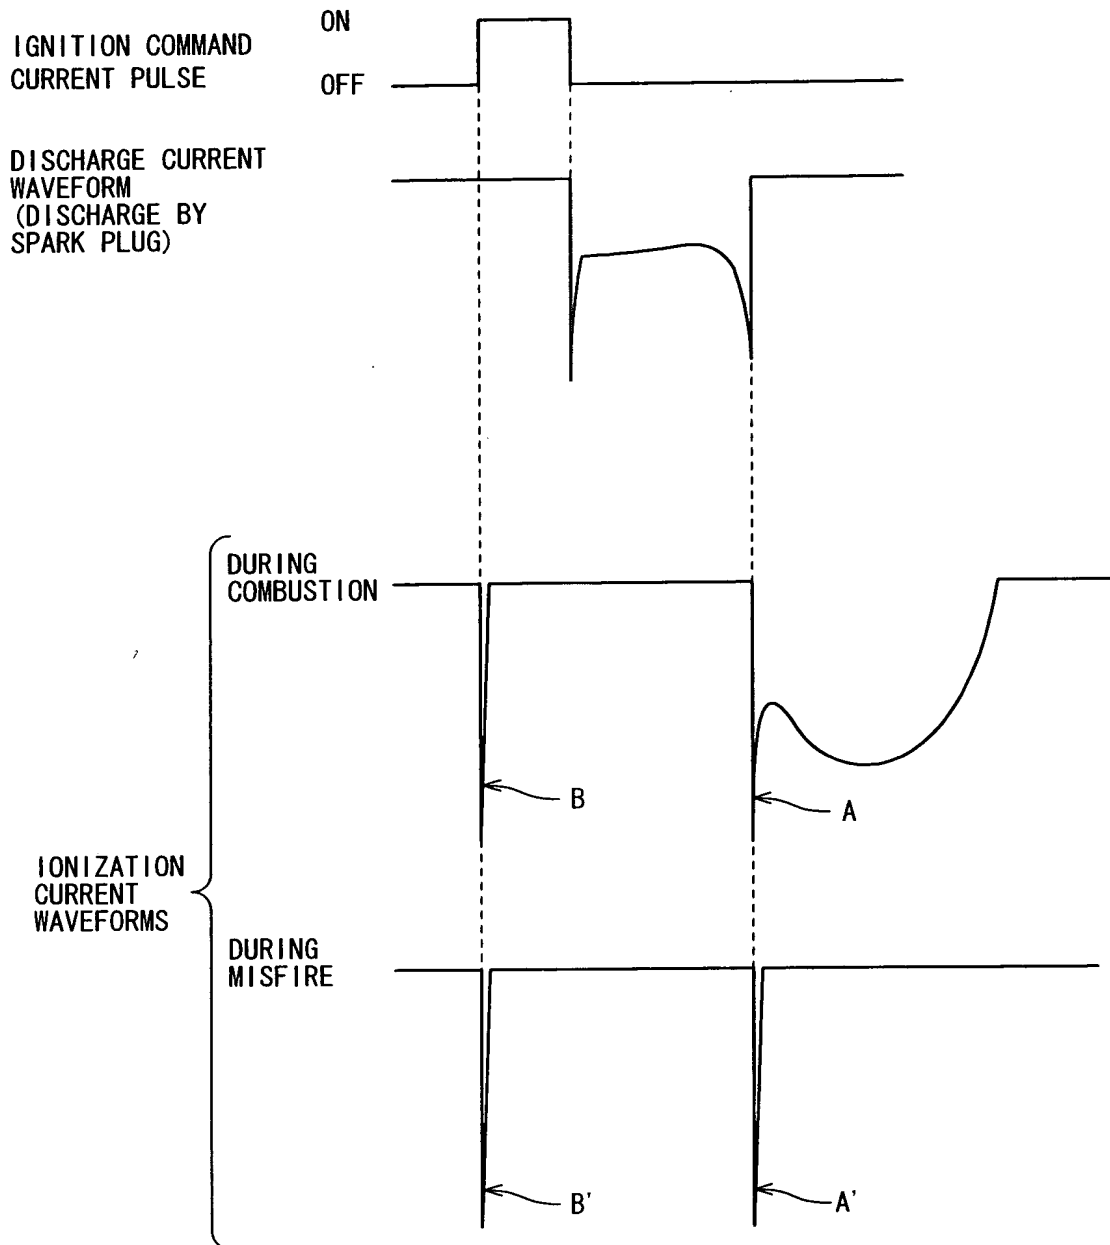 IGNITION COMMAND
CURRENT PULSE
ON
OFF
DISCHARGE CURRENT
WAVEFORM
(DISCHARGE BY
SPARK PLUG)
DURING
COMBUSTION
B
A
IONIZATION
CURRENT
WAVEFORMS
DURING
MISFIRE
B'
A'